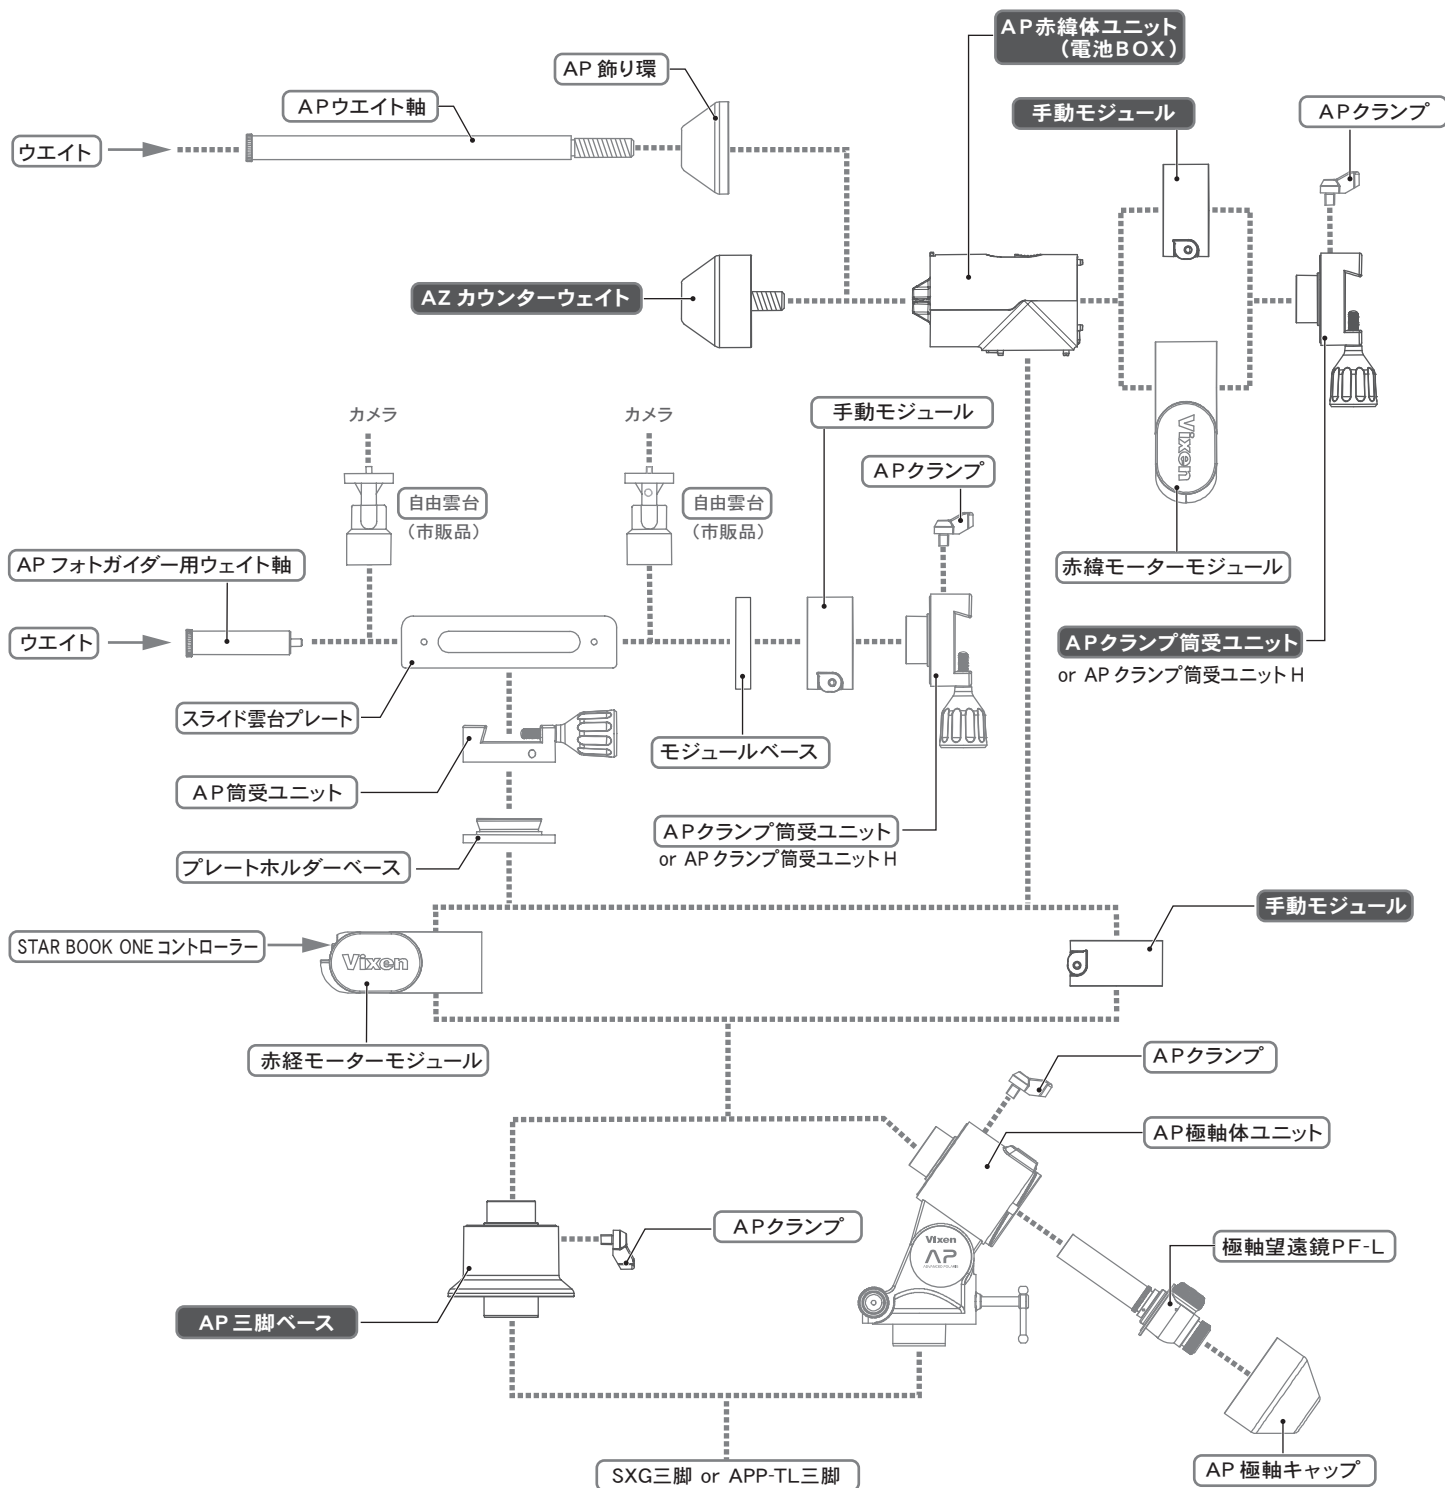 AP赤緯体ユニット
(電池BOX)
AP 飾り環
手動モジュール
APクランプ
APウエイト軸
ウエイト
AZ カウンターウェイト
Vixen
カメラ
カメラ
手動モジュール
APクランプ
自由雲台
(市販品)
自由雲台
(市販品)
AP フォトガイダー用ウェイト軸
赤緯モーターモジュール
ウエイト
APクランプ筒受ユニット
or AP クランプ筒受ユニット H
スライド雲台プレート
モジュールベース
AP筒受ユニット
APクランプ筒受ユニット
or AP クランプ筒受ユニット H
プレートホルダーベース
手動モジュール
STAR BOOK ONE コントローラー
Vixen
赤経モーターモジュール
APクランプ
AP極軸体ユニット
APクランプ
Vixen
AP
極軸望遠鏡PF-L
AP 三脚ベース
SXG三脚 or APP-TL三脚
AP 極軸キャップ